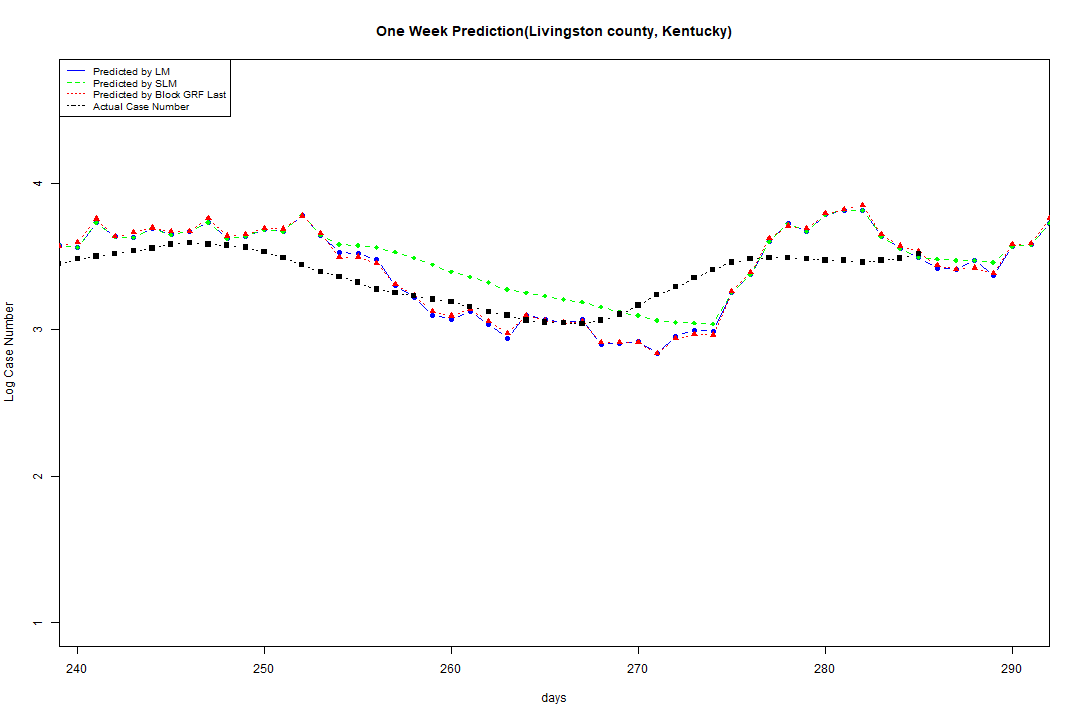 One Week Prediction(Livingston county, Kentucky)
Predicted by LM
Predicted by SLM
Predicted by Block GRF Last
Actual Case Number
4
3
2
1
Log Case Number
240 250 260 270 280 290
days